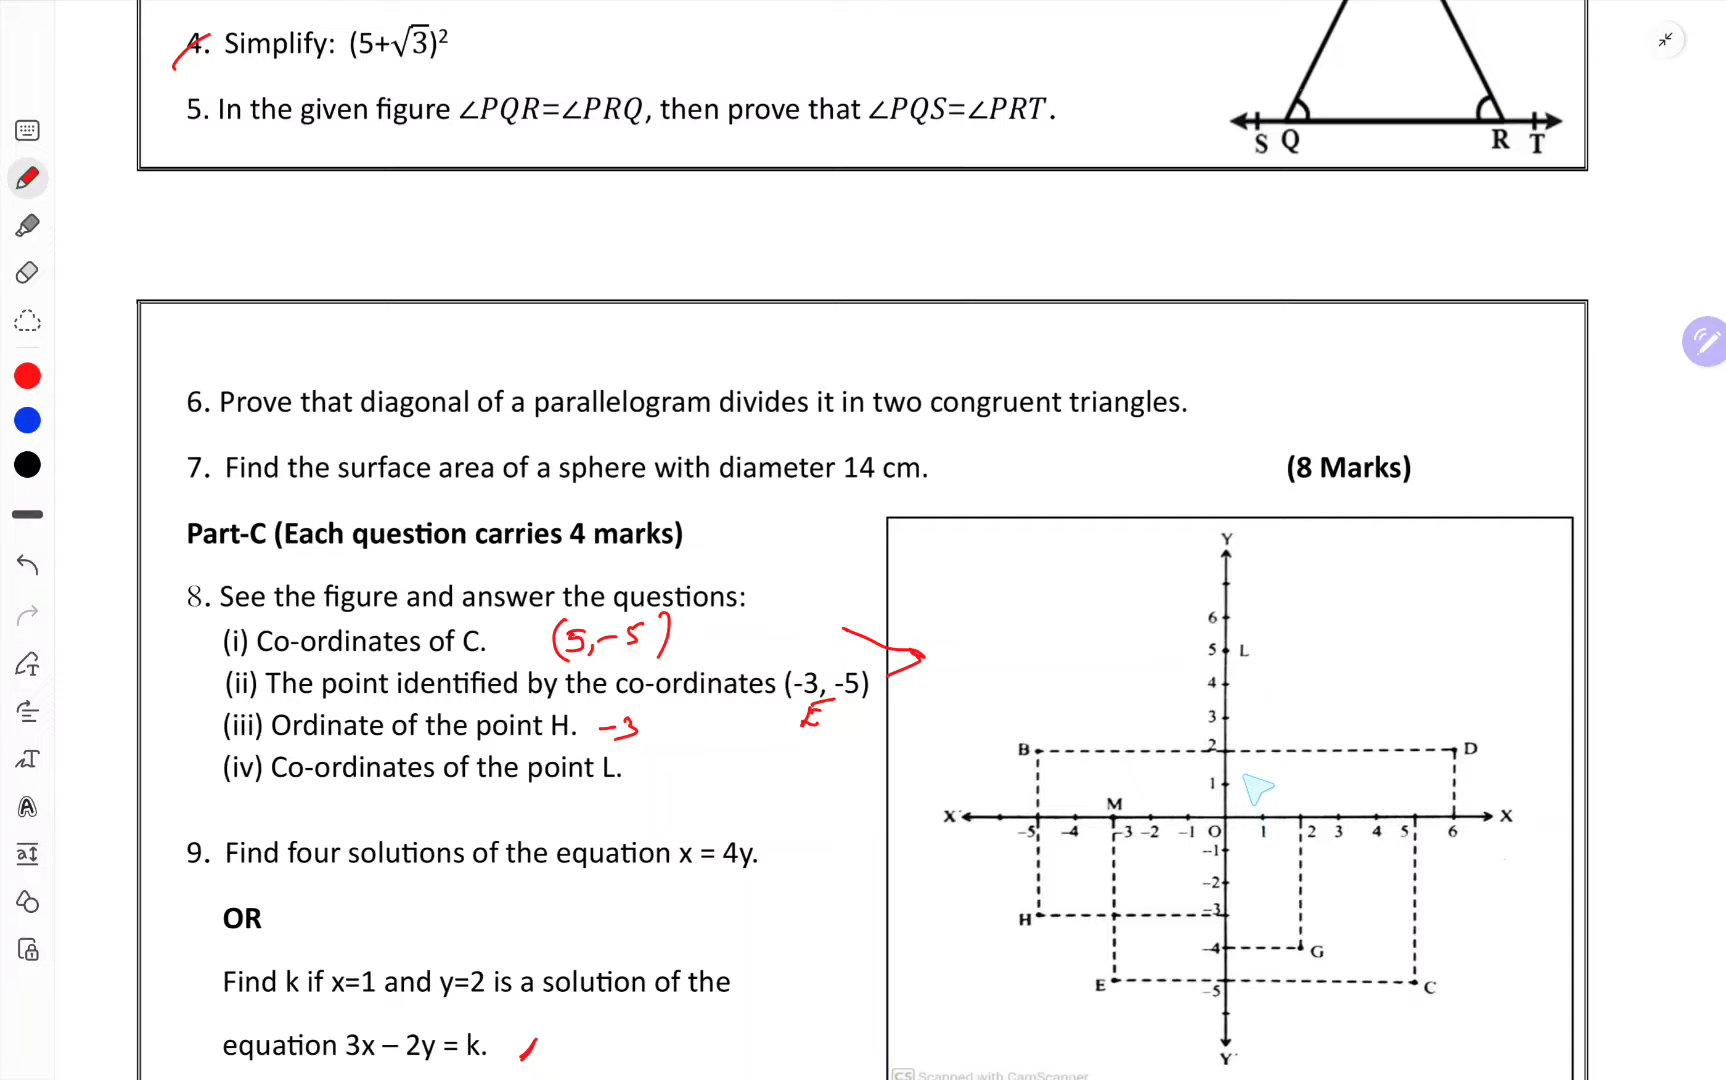 4. Simplify: (5+√3)²
5. In the given figure ∠PQR=∠PRQ, then prove that ∠PQS=∠PRT.
S Q R T
6. Prove that diagonal of a parallelogram divides it in two congruent triangles.
7. Find the surface area of a sphere with diameter 14 cm. (8 Marks)
Part-C (Each question carries 4 marks)
8. See the figure and answer the questions:
(i) Co-ordinates of C. (5,-5)
(ii) The point identified by the co-ordinates (-3, -5)
E
(iii) Ordinate of the point H. -3
(iv) Co-ordinates of the point L.
9. Find four solutions of the equation x = 4y.
OR
Find k if x=1 and y=2 is a solution of the
equation 3x – 2y = k.
Y
6
5 L
4
3
B 2 D
1
M
X' -5 -4 -3 -2 -1 O 1 2 3 4 5 6 X
-1
-2
H -3
-4 G
E -5 C
Y'
CS Scanned with CamScanner